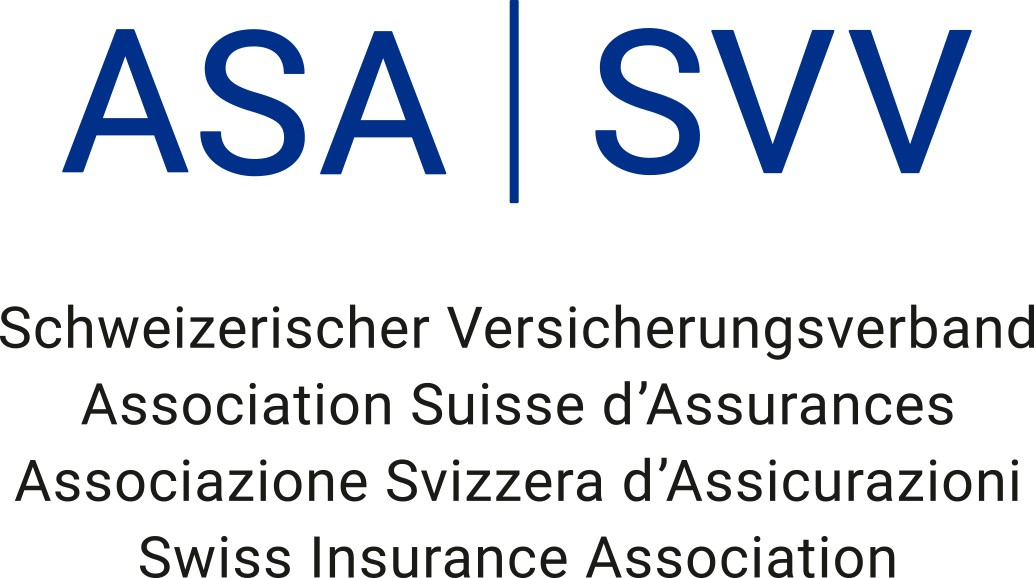 ASA | SVV
Schweizerischer Versicherungsverband
Association Suisse d’Assurances
Associazione Svizzera d’Assicurazioni
Swiss Insurance Association